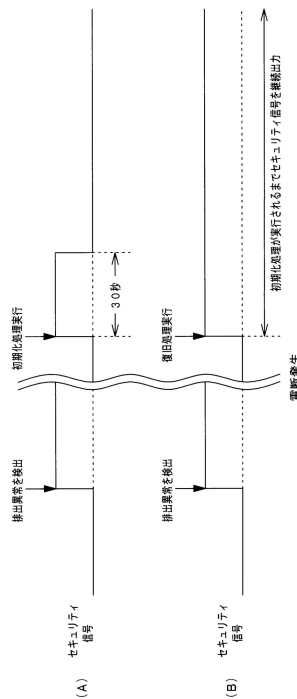 (A)
セキュリティ
信号
排出異常を検出
初期化処理実行
30秒
(B)
セキュリティ
信号
排出異常を検出
復旧処理実行
初期化処理が実行されるまでセキュリティ信号を継続出力
電断発生